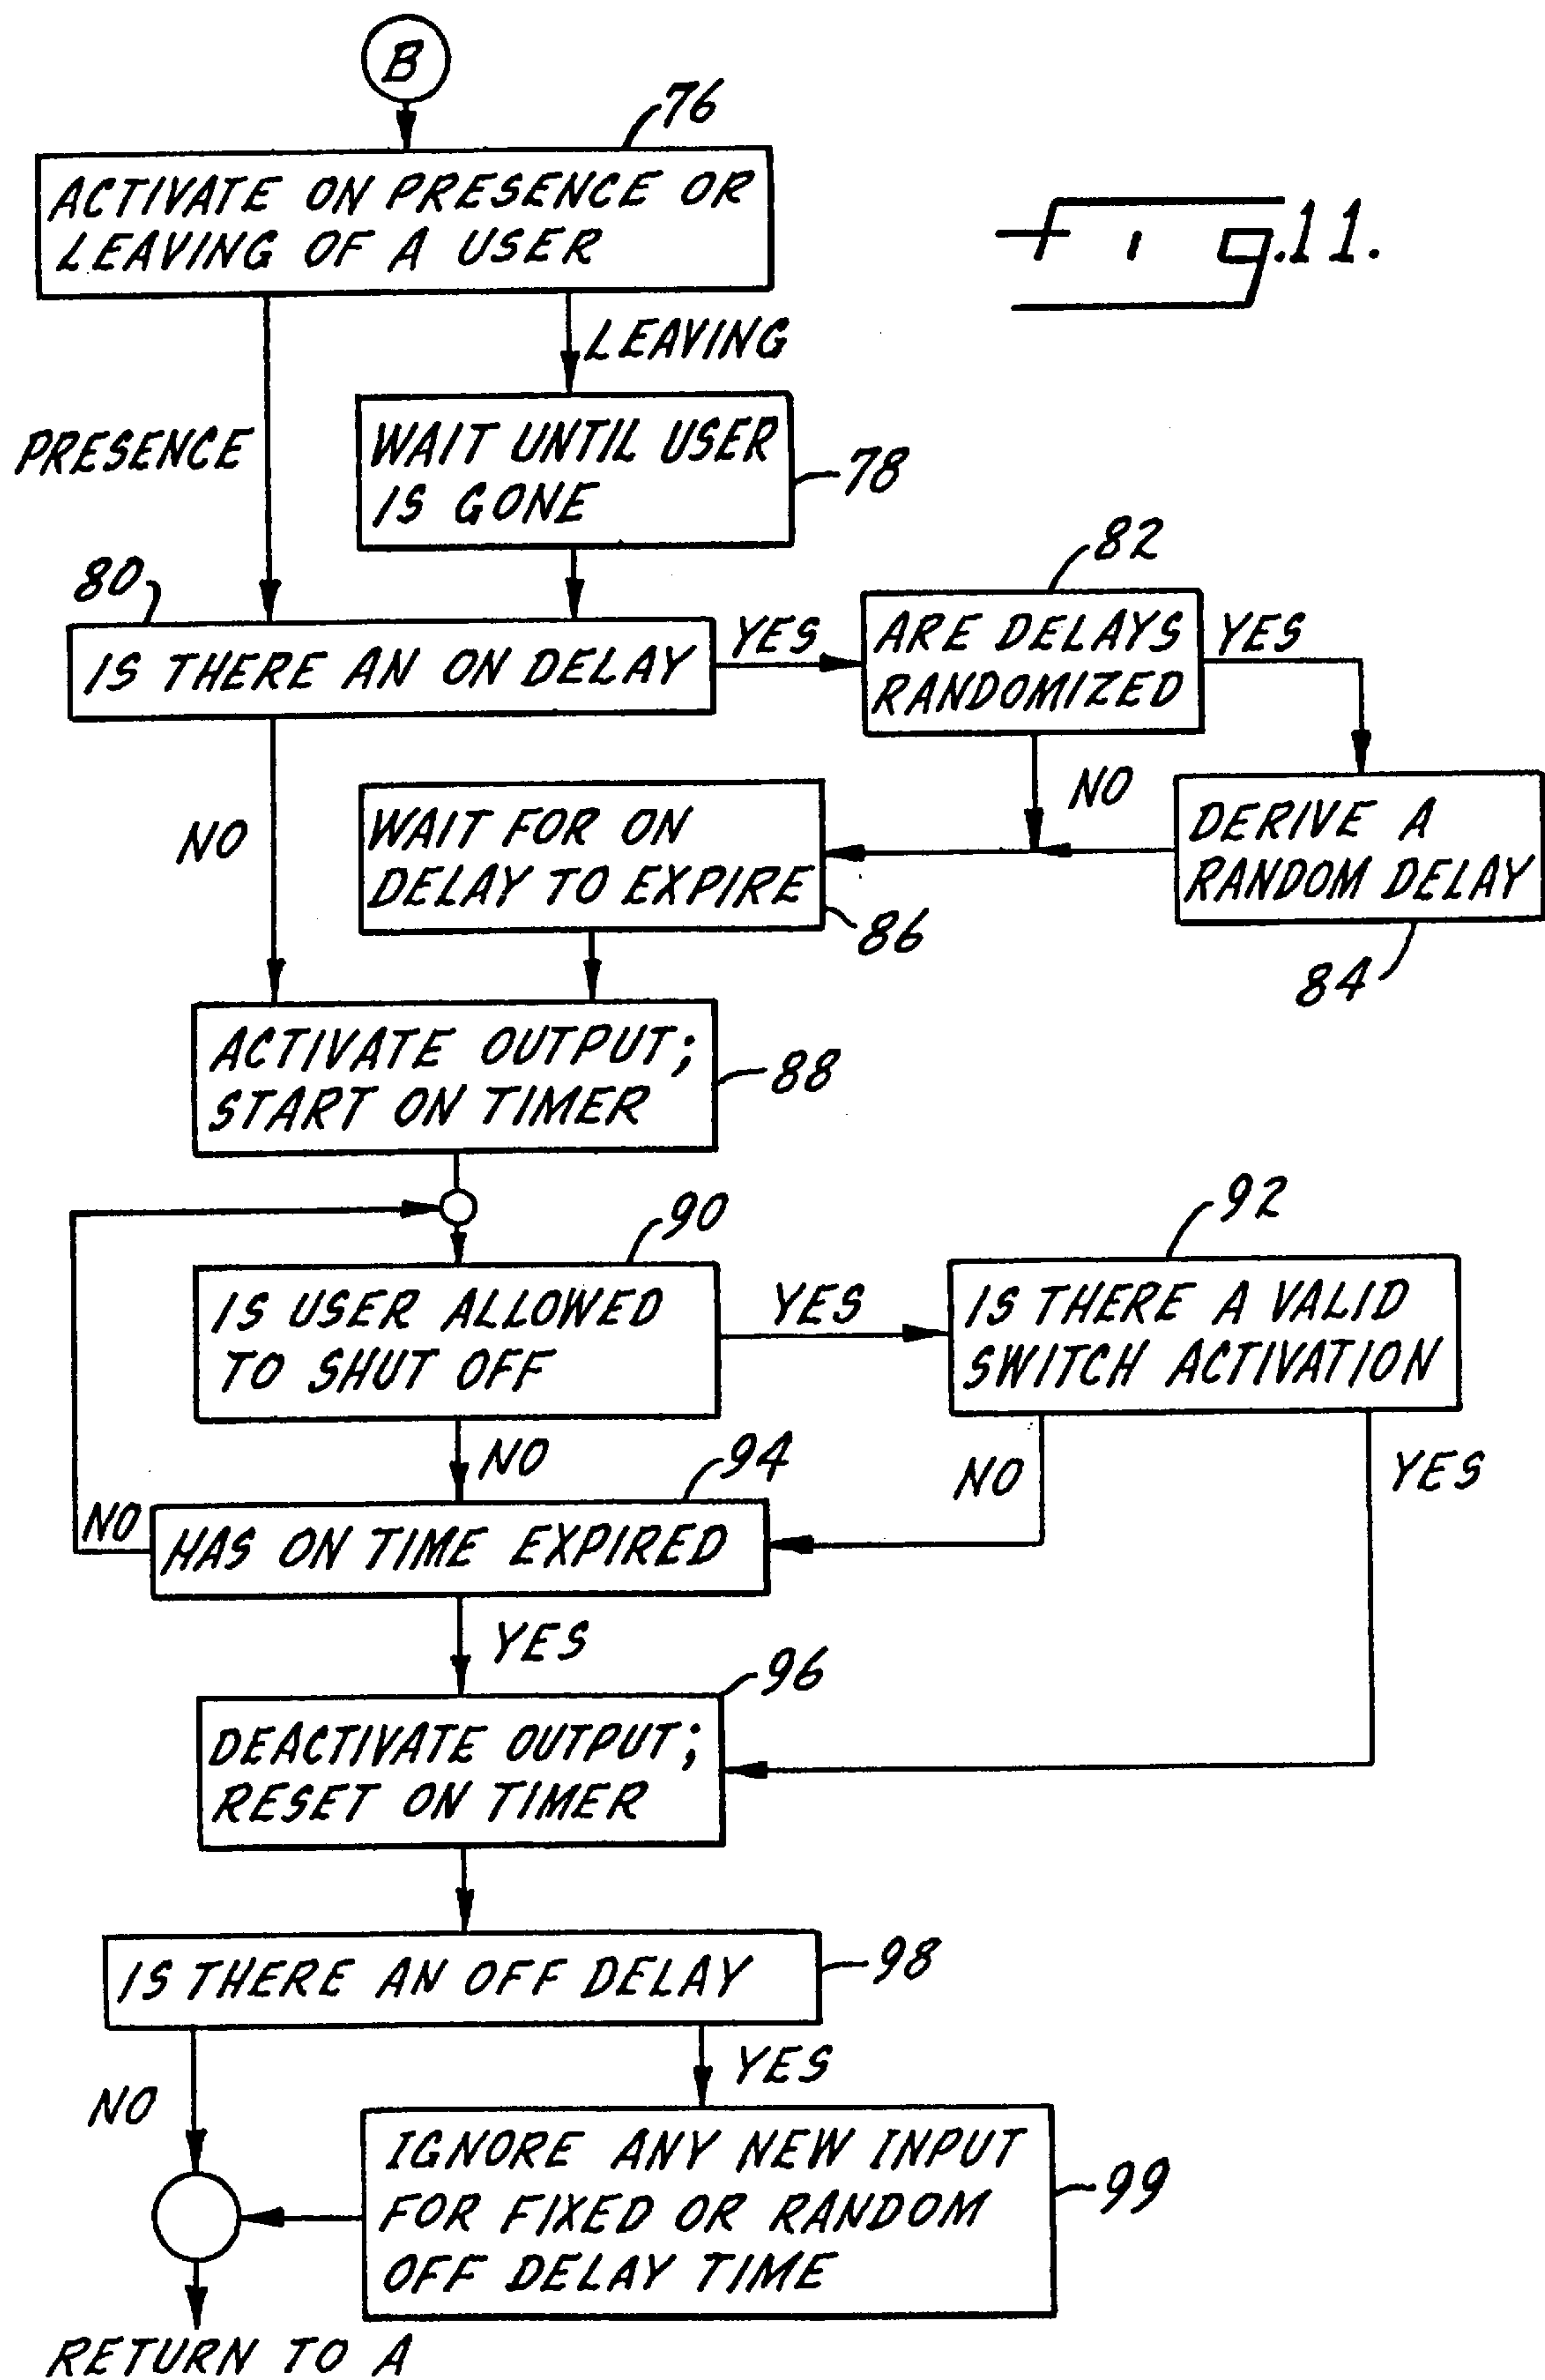 B
76
ACTIVATE ON PRESENCE OR
LEAVING OF A USER
Fig.11.
LEAVING
PRESENCE
WAIT UNTIL USER
IS GONE
78
80
IS THERE AN ON DELAY
YES
82
ARE DELAYS
RANDOMIZED
YES
NO
NO
WAIT FOR ON
DELAY TO EXPIRE
86
DERIVE A
RANDOM DELAY
84
ACTIVATE OUTPUT;
START ON TIMER
88
90
IS USER ALLOWED
TO SHUT OFF
YES
92
IS THERE A VALID
SWITCH ACTIVATION
NO
94
NO
YES
NO
HAS ON TIME EXPIRED
YES
96
DEACTIVATE OUTPUT;
RESET ON TIMER
IS THERE AN OFF DELAY
98
NO
YES
IGNORE ANY NEW INPUT
FOR FIXED OR RANDOM
OFF DELAY TIME
99
RETURN TO A